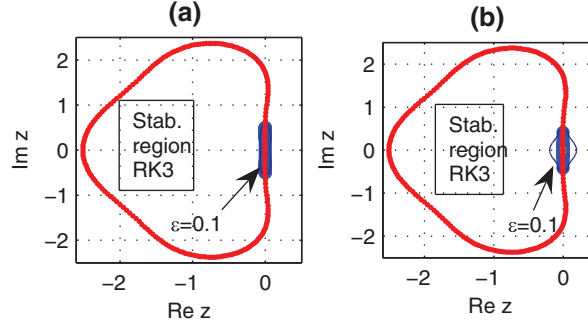 (a)
2
1
0
−1
−2
Im z
Stab.
region
RK3
ε=0.1
−2
−1
0
Re z
(b)
2
1
0
−1
−2
Im z
Stab.
region
RK3
ε=0.1
−2
−1
0
Re z